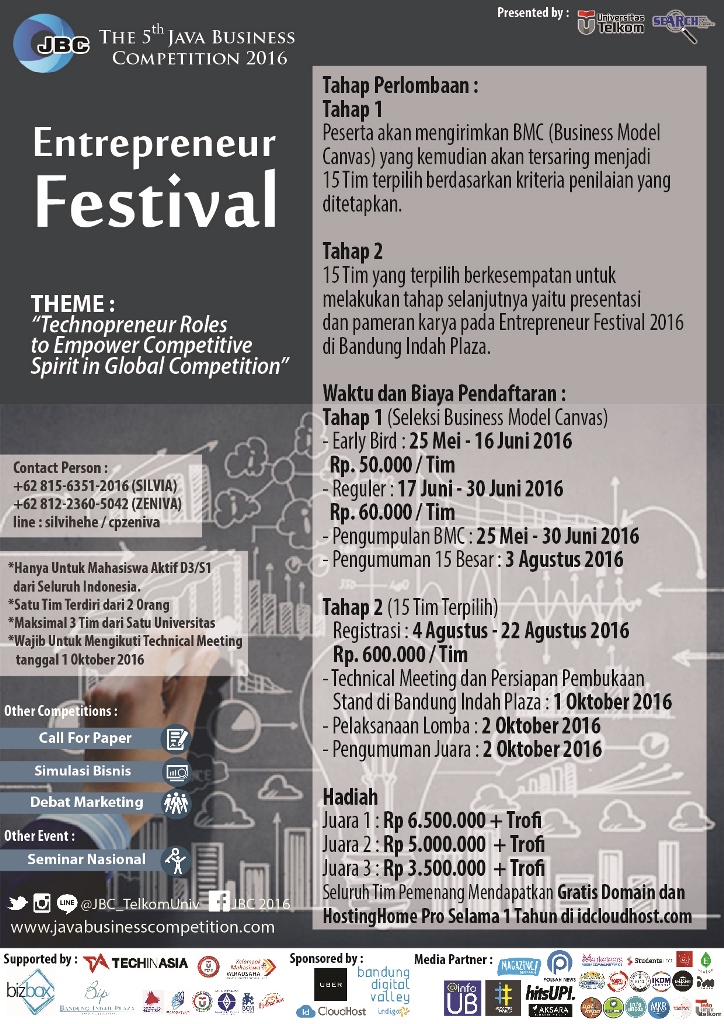 JBC
THE 5th JAVA BUSINESS
COMPETITION 2016
Presented by :
Universitas
Telkom
SEARCH
Entrepreneur
Festival
THEME :
“Technopreneur Roles
to Empower Competitive
Spirit in Global Competition”
Tahap Perlombaan :
Tahap 1
Peserta akan mengirimkan BMC (Business Model
Canvas) yang kemudian akan tersaring menjadi
15 Tim terpilih berdasarkan kriteria penilaian yang
ditetapkan.
Tahap 2
15 Tim yang terpilih berkesempatan untuk
melakukan tahap selanjutnya yaitu presentasi
dan pameran karya pada Entrepreneur Festival 2016
di Bandung Indah Plaza.
Waktu dan Biaya Pendaftaran :
Tahap 1 (Seleksi Business Model Canvas)
- Early Bird : 25 Mei - 16 Juni 2016
Rp. 50.000 / Tim
- Reguler : 17 Juni - 30 Juni 2016
Rp. 60.000 / Tim
- Pengumpulan BMC : 25 Mei - 30 Juni 2016
- Pengumuman 15 Besar : 3 Agustus 2016
Tahap 2 (15 Tim Terpilih)
Registrasi : 4 Agustus - 22 Agustus 2016
Rp. 600.000 / Tim
- Technical Meeting dan Persiapan Pembukaan
Stand di Bandung Indah Plaza : 1 Oktober 2016
- Pelaksanaan Lomba : 2 Oktober 2016
- Pengumuman Juara : 2 Oktober 2016
Hadiah
Juara 1 : Rp 6.500.000 + Trofi
Juara 2 : Rp 5.000.000 + Trofi
Juara 3 : Rp 3.500.000 + Trofi
Seluruh Tim Pemenang Mendapatkan Gratis Domain dan
HostingHome Pro Selama 1 Tahun di idcloudhost.com
Contact Person :
+62 815-6351-2016 (SILVIA)
+62 812-2360-5042 (ZENIVA)
line : silvihehe / cpzeniva
*Hanya Untuk Mahasiswa Aktif D3/S1
dari Seluruh Indonesia.
*Satu Tim Terdiri dari 2 Orang
*Maksimal 3 Tim dari Satu Universitas
*Wajib Untuk Mengikuti Technical Meeting
tanggal 1 Oktober 2016
Other Competitions :
Call For Paper
Simulasi Bisnis
Debat Marketing
Other Event :
Seminar Nasional
LINE @JBC_TelkomUniv JBC 2016
www.javabusinesscompetition.com
Supported by :
TECHINASIA
Kelompok
Mahasiswa
WIRAUSAHA
bizbax
Bip
BANDUNG INDAH PLAZA
Sponsored by :
UBER
bandung
digital
valley
indigo
id CloudHost
Media Partner :
MAGAZINE
@info
UB
hitsUPI.
AKSARA